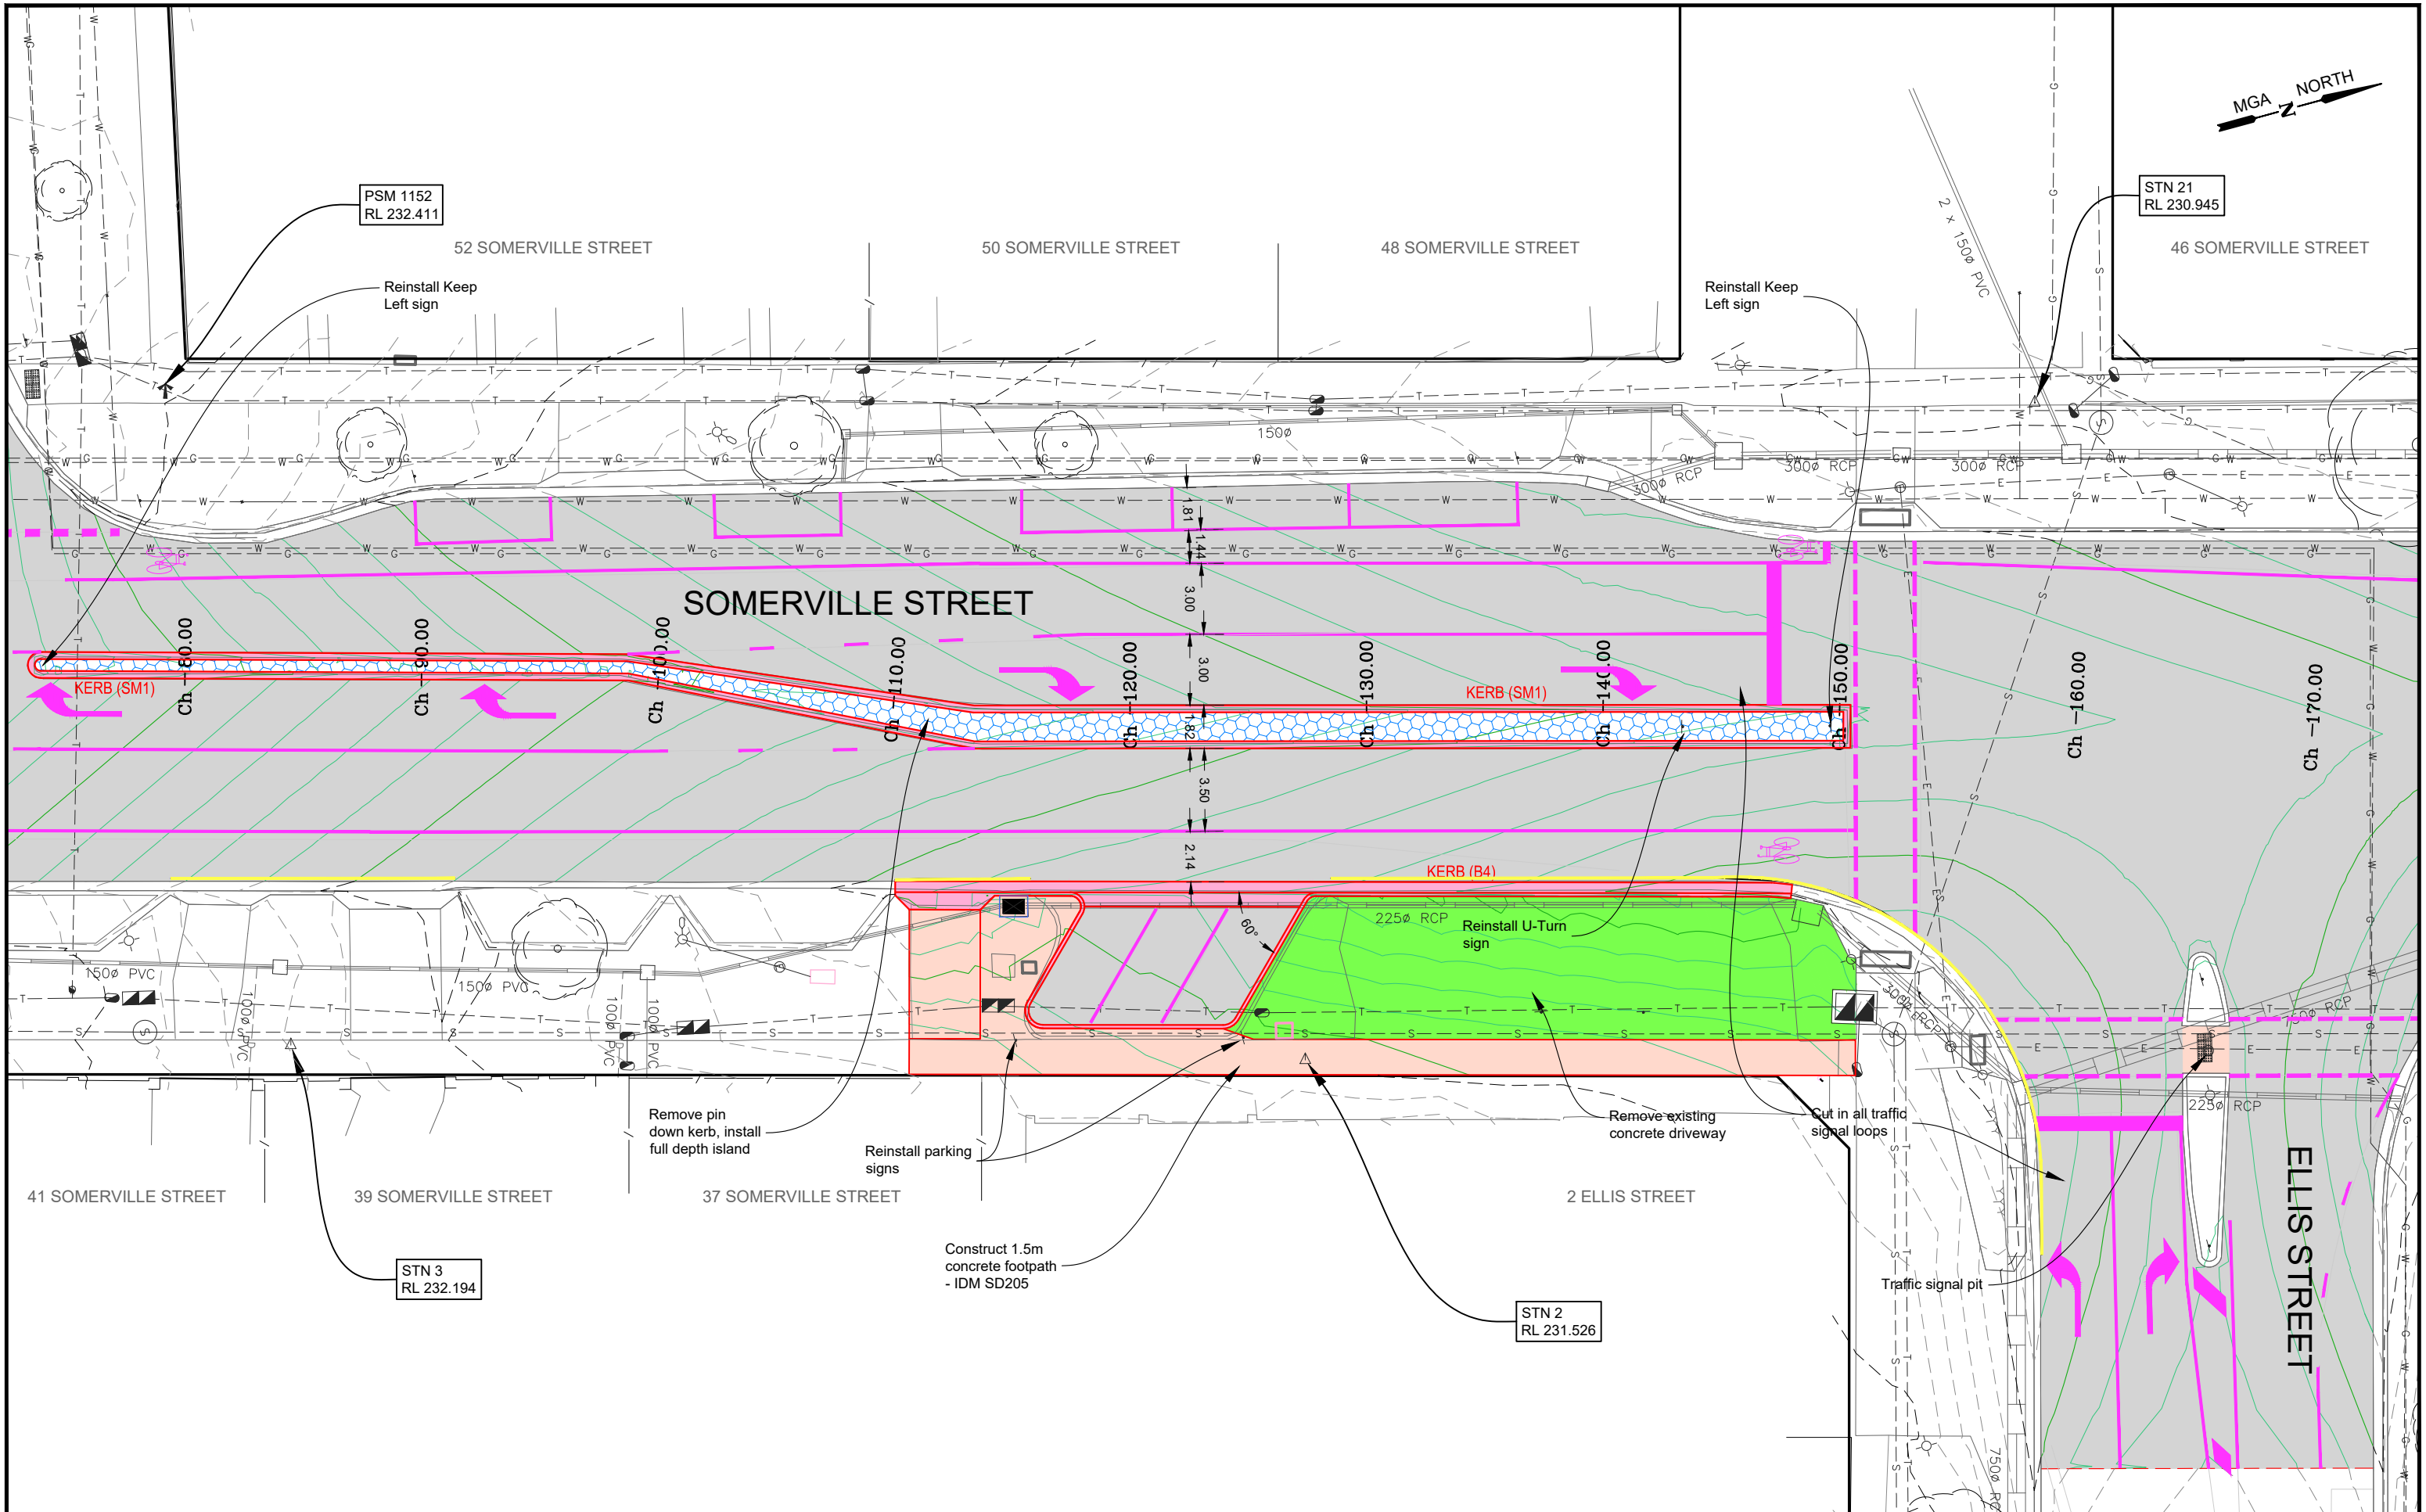 MGA N NORTH
PSM 1152
RL 232.411
STN 21
RL 230.945
52 SOMERVILLE STREET
50 SOMERVILLE STREET
48 SOMERVILLE STREET
46 SOMERVILLE STREET
2 x 150ø PVC
Reinstall Keep
Left sign
Reinstall Keep
Left sign
150ø
300ø RCP
300ø RCP
300ø RCP
1.81
1.44
3.00
3.00
1.82
3.50
2.14
SOMERVILLE STREET
Ch -80.00
Ch -90.00
Ch -100.00
Ch -110.00
Ch -120.00
Ch -130.00
Ch -140.00
Ch -150.00
Ch -160.00
Ch -170.00
KERB (SM1)
KERB (SM1)
KERB (B4)
225ø RCP
60°
Reinstall U-Turn
sign
150ø PVC
150ø PVC
100ø PVC
100ø PVC
100ø PVC
300ø RCP
750ø RCP
225ø RCP
Remove pin
down kerb, install
full depth island
Reinstall parking
signs
Remove existing
concrete driveway
Cut in all traffic
signal loops
41 SOMERVILLE STREET
39 SOMERVILLE STREET
37 SOMERVILLE STREET
2 ELLIS STREET
ELLIS STREET
Construct 1.5m
concrete footpath
- IDM SD205
Traffic signal pit
STN 3
RL 232.194
STN 2
RL 231.526